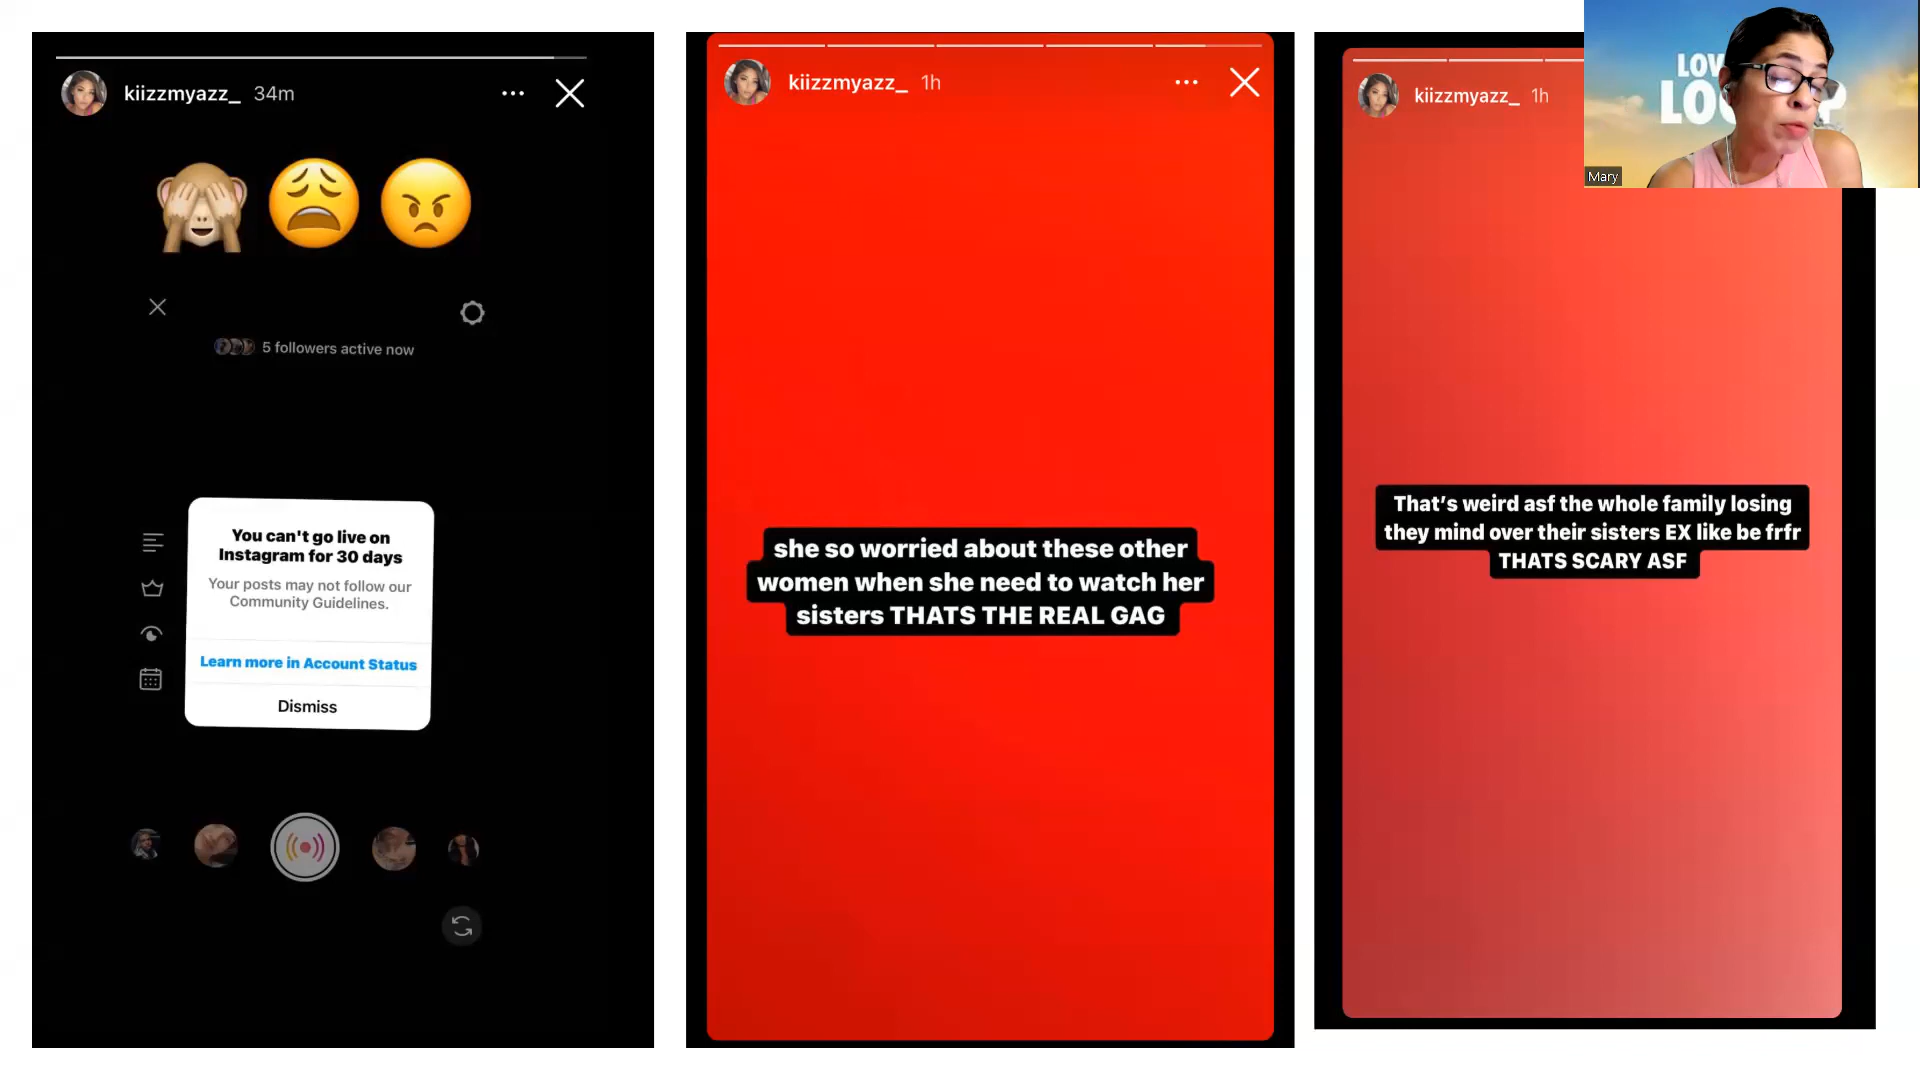 kiizzmyazz_ 34m
5 followers active now
You can't go live on
Instagram for 30 days
Your posts may not follow our
Community Guidelines.
Learn more in Account Status
Dismiss
kiizzmyazz_ 1h
she so worried about these other
women when she need to watch her
sisters THATS THE REAL GAG
kiizzmyazz_ 1h
That's weird asf the whole family losing
they mind over their sisters EX like be frfr
THATS SCARY ASF
Mary